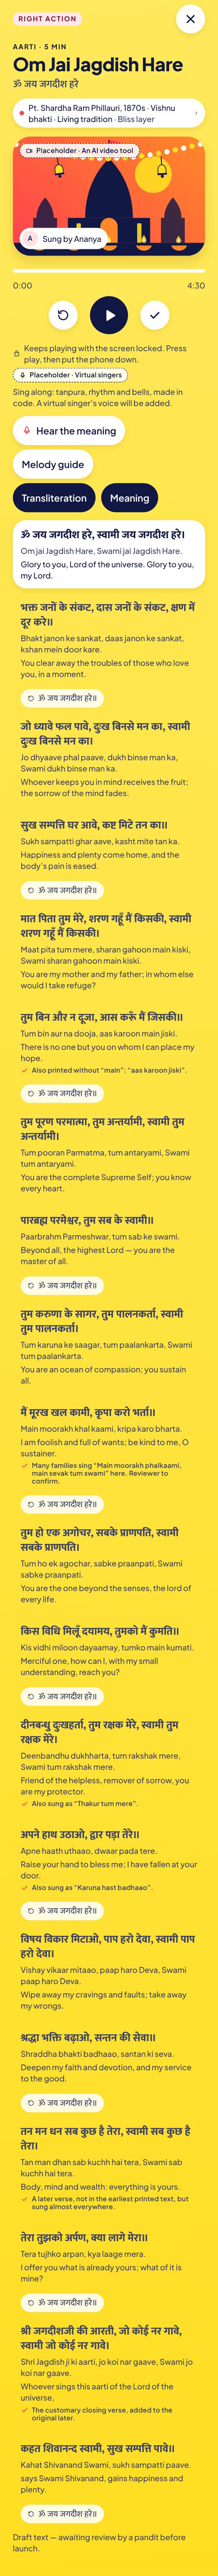 RIGHT ACTION
AARTI · 5 MIN
Om Jai Jagdish Hare
ॐ जय जगदीश हरे
Pt. Shardha Ram Phillauri, 1870s · Vishnu
bhakti · Living tradition · Bliss layer
Placeholder · An AI video tool
A Sung by Ananya
0:00 4:30
Keeps playing with the screen locked. Press
play, then put the phone down.
Placeholder · Virtual singers
Sing along: tanpura, rhythm and bells, made in
code. A virtual singer's voice will be added.
Hear the meaning
Melody guide
Transliteration Meaning
ॐ जय जगदीश हरे, स्वामी जय जगदीश हरे।
Om jai Jagdish Hare, Swami jai Jagdish Hare.
Glory to you, Lord of the universe. Glory to you,
my Lord.
भक्त जनों के संकट, दास जनों के संकट, क्षण में
दूर करे॥
Bhakt janon ke sankat, daas janon ke sankat,
kshan mein door kare.
You clear away the troubles of those who love
you, in a moment.
ॐ जय जगदीश हरे॥
जो ध्यावे फल पावे, दुःख बिनसे मन का, स्वामी
दुःख बिनसे मन का।
Jo dhyaave phal paave, dukh binse man ka,
Swami dukh binse man ka.
Whoever keeps you in mind receives the fruit;
the sorrow of the mind fades.
सुख सम्पत्ति घर आवे, कष्ट मिटे तन का॥
Sukh sampatti ghar aave, kasht mite tan ka.
Happiness and plenty come home, and the
body's pain is eased.
ॐ जय जगदीश हरे॥
मात पिता तुम मेरे, शरण गहूँ मैं किसकी, स्वामी
शरण गहूँ मैं किसकी।
Maat pita tum mere, sharan gahoon main kiski,
Swami sharan gahoon main kiski.
You are my mother and my father; in whom else
would I take refuge?
तुम बिन और न दूजा, आस करूँ मैं जिसकी॥
Tum bin aur na dooja, aas karoon main jiski.
There is no one but you on whom I can place my
hope.
Also printed without “main”: “aas karoon jiski”.
ॐ जय जगदीश हरे॥
तुम पूरण परमात्मा, तुम अन्तर्यामी, स्वामी तुम
अन्तर्यामी।
Tum pooran Parmatma, tum antaryami, Swami
tum antaryami.
You are the complete Supreme Self; you know
every heart.
पारब्रह्म परमेश्वर, तुम सब के स्वामी॥
Paarbrahm Parmeshwar, tum sab ke swami.
Beyond all, the highest Lord — you are the
master of all.
ॐ जय जगदीश हरे॥
तुम करुणा के सागर, तुम पालनकर्ता, स्वामी
तुम पालनकर्ता।
Tum karuna ke saagar, tum paalankarta, Swami
tum paalankarta.
You are an ocean of compassion; you sustain
all.
मैं मूरख खल कामी, कृपा करो भर्ता॥
Main moorakh khal kaami, kripa karo bharta.
I am foolish and full of wants; be kind to me, O
sustainer.
Many families sing “Main moorakh phalkaami,
main sevak tum swami” here. Reviewer to
confirm.
ॐ जय जगदीश हरे॥
तुम हो एक अगोचर, सबके प्राणपति, स्वामी
सबके प्राणपति।
Tum ho ek agochar, sabke praanpati, Swami
sabke praanpati.
You are the one beyond the senses, the lord of
every life.
किस विधि मिलूँ दयामय, तुमको मैं कुमति॥
Kis vidhi miloon dayaamay, tumko main kumati.
Merciful one, how can I, with my small
understanding, reach you?
ॐ जय जगदीश हरे॥
दीनबन्धु दुःखहर्ता, तुम रक्षक मेरे, स्वामी तुम
रक्षक मेरे।
Deenbandhu dukhharta, tum rakshak mere,
Swami tum rakshak mere.
Friend of the helpless, remover of sorrow, you
are my protector.
Also sung as “Thakur tum mere”.
अपने हाथ उठाओ, द्वार पड़ा तेरे॥
Apne haath uthaao, dwaar pada tere.
Raise your hand to bless me; I have fallen at your
door.
Also sung as “Karuna hast badhaao”.
ॐ जय जगदीश हरे॥
विषय विकार मिटाओ, पाप हरो देवा, स्वामी पाप
हरो देवा।
Vishay vikaar mitaao, paap haro Deva, Swami
paap haro Deva.
Wipe away my cravings and faults; take away
my wrongs.
श्रद्धा भक्ति बढ़ाओ, सन्तन की सेवा॥
Shraddha bhakti badhaao, santan ki seva.
Deepen my faith and devotion, and my service
to the good.
ॐ जय जगदीश हरे॥
तन मन धन सब कुछ है तेरा, स्वामी सब कुछ है
तेरा।
Tan man dhan sab kuchh hai tera, Swami sab
kuchh hai tera.
Body, mind and wealth: everything is yours.
A later verse, not in the earliest printed text, but
sung almost everywhere.
तेरा तुझको अर्पण, क्या लागे मेरा॥
Tera tujhko arpan, kya laage mera.
I offer you what is already yours; what of it is
mine?
ॐ जय जगदीश हरे॥
श्री जगदीशजी की आरती, जो कोई नर गावे,
स्वामी जो कोई नर गावे।
Shri Jagdish ji ki aarti, jo koi nar gaave, Swami jo
koi nar gaave.
Whoever sings this aarti of the Lord of the
universe,
The customary closing verse, added to the
original later.
कहत शिवानन्द स्वामी, सुख सम्पत्ति पावे॥
Kahat Shivanand Swami, sukh sampatti paave.
says Swami Shivanand, gains happiness and
plenty.
ॐ जय जगदीश हरे॥
Draft text — awaiting review by a pandit before
launch.